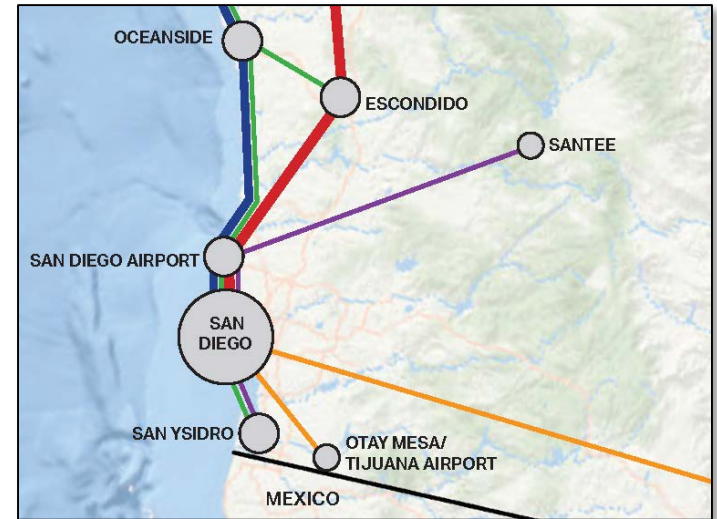 OCEANSIDE
ESCONDIDO
SANTEE
SAN DIEGO AIRPORT
SAN
DIEGO
SAN YSIDRO
OTAY MESA/
TIJUANA AIRPORT
MEXICO